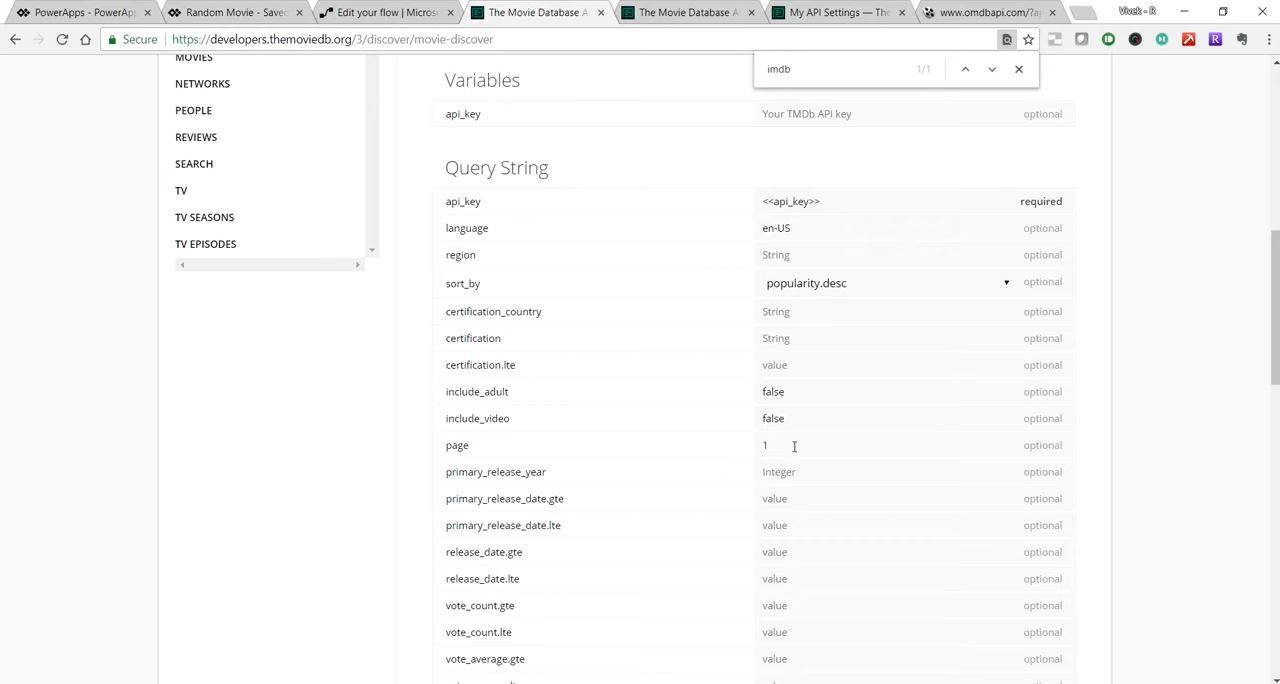 PowerApps - PowerAp
Random Movie - Saved
Edit your flow | Micros
The Movie Database A
The Movie Database A
My API Settings — The
www.omdbapi.com/?a
Vivek - R
Secure
https://developers.themoviedb.org/3/discover/movie-discover
imdb
1/1
MOVIES
NETWORKS
PEOPLE
REVIEWS
SEARCH
TV
TV SEASONS
TV EPISODES
Variables
api_key Your TMDb API key optional
Query String
api_key <<api_key>> required
language en-US optional
region String optional
sort_by popularity.desc optional
certification_country String optional
certification String optional
certification.lte value optional
include_adult false optional
include_video false optional
page 1 optional
primary_release_year Integer optional
primary_release_date.gte value optional
primary_release_date.lte value optional
release_date.gte value optional
release_date.lte value optional
vote_count.gte value optional
vote_count.lte value optional
vote_average.gte value optional